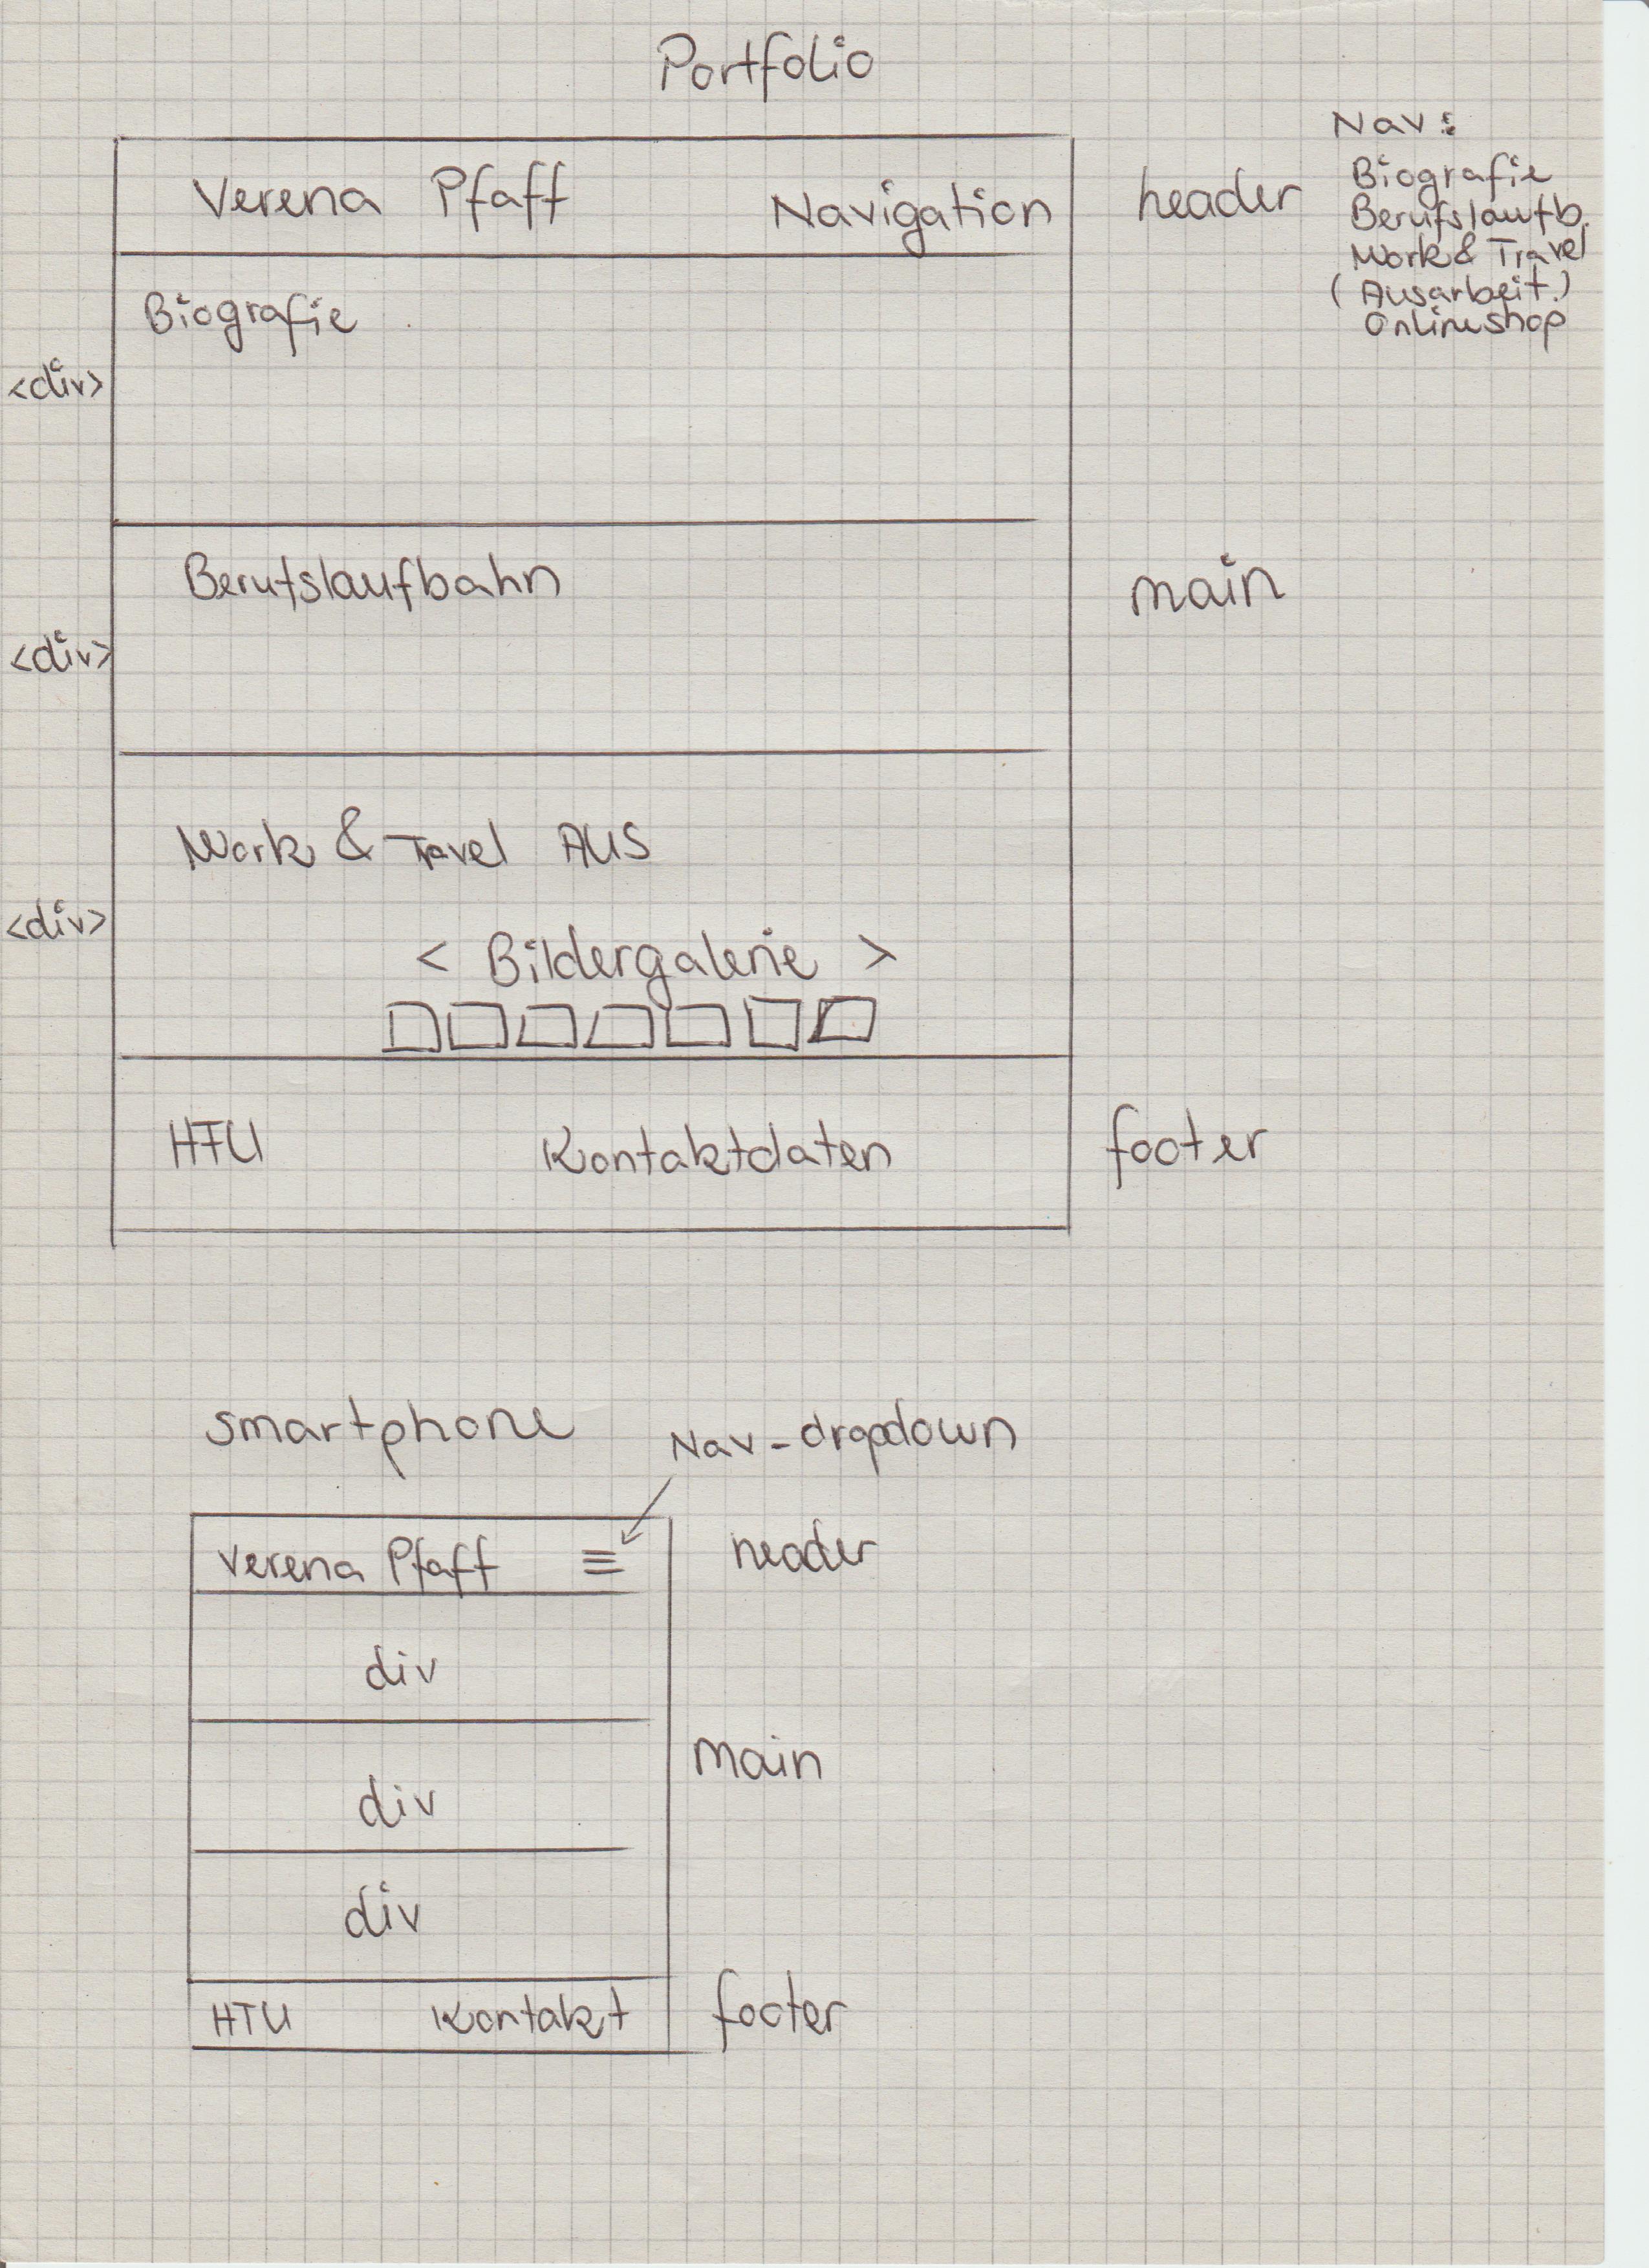 Portfolio
Nav:
Biografie
Berufslaufb.
Work & Travel
(Ausarbeit.)
Onlineshop
Verena Pfaff Navigation header
Biografie
<div>
Berufslaufbahn
main
<div>
Work & Travel AUS
<div>
< Bildergalerie >
HFU Kontaktdaten footer
smartphone Nav-dropdown
Verena Pfaff header
div
main
div
div
HFU Kontakt footer